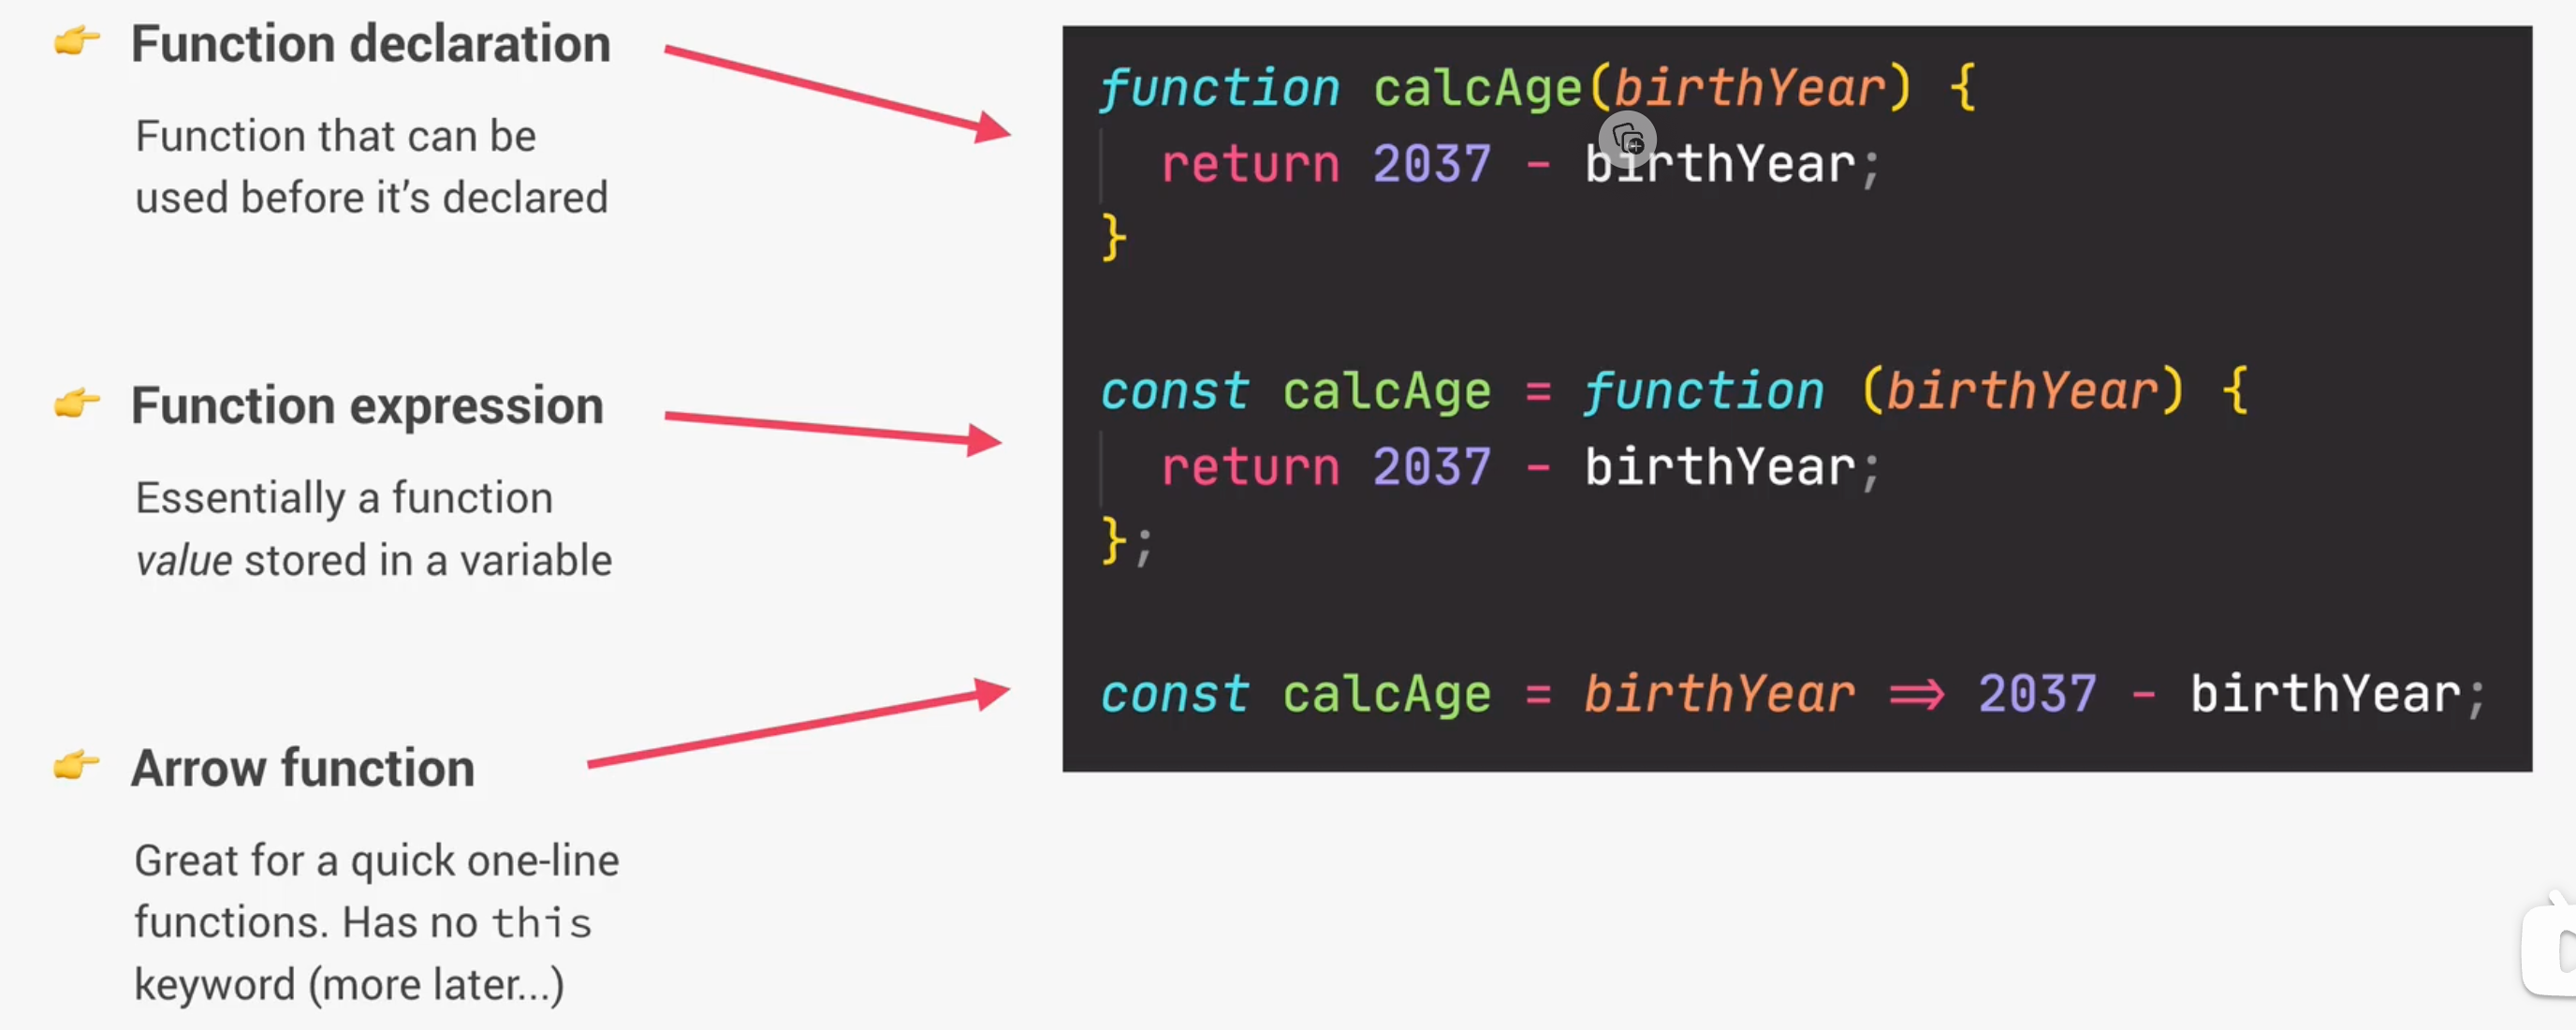 👉 Function declaration
Function that can be
used before it’s declared
👉 Function expression
Essentially a function
value stored in a variable
👉 Arrow function
Great for a quick one-line
functions. Has no this
keyword (more later...)
function calcAge(birthYear) {
  return 2037 - birthYear;
}
const calcAge = function (birthYear) {
  return 2037 - birthYear;
};
const calcAge = birthYear => 2037 - birthYear;